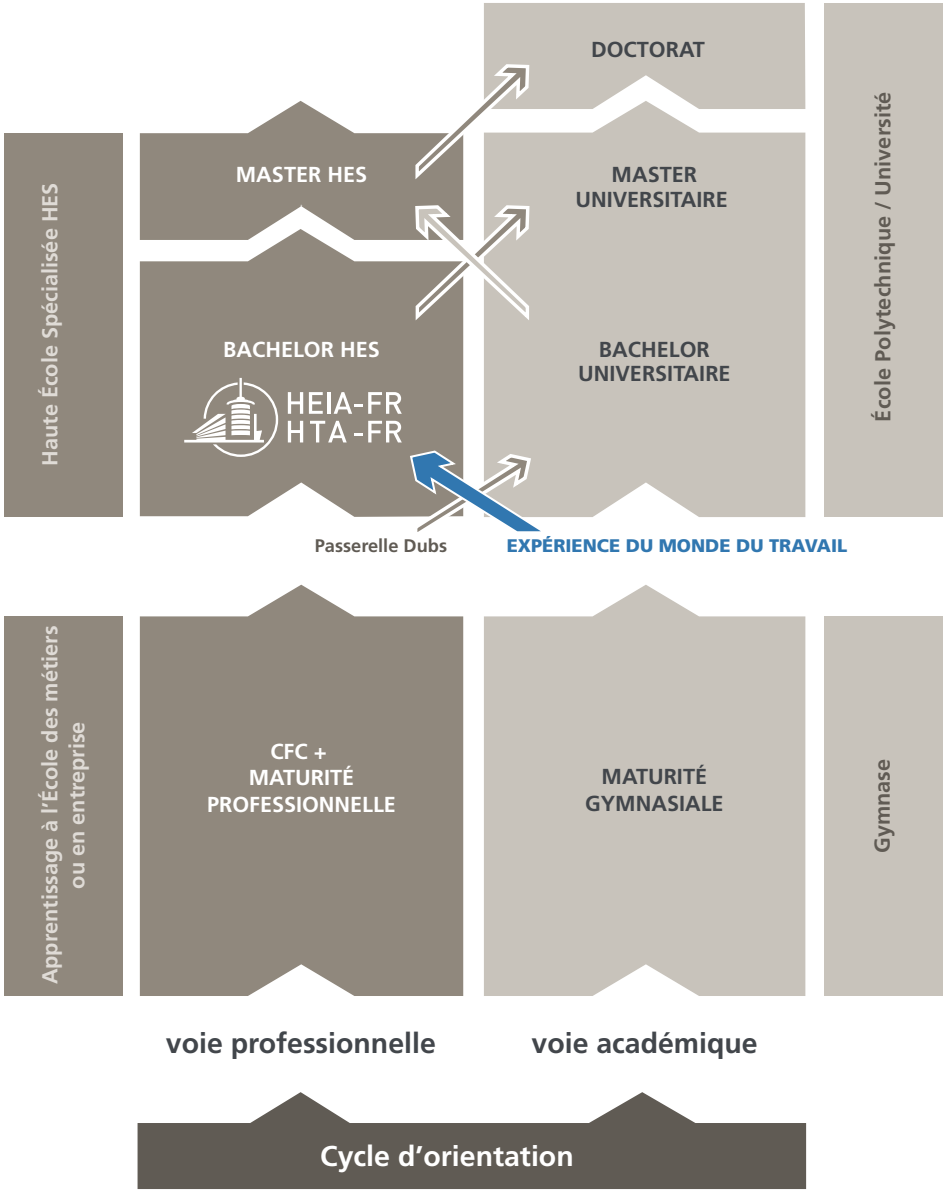 DOCTORAT
MASTER HES
MASTER
UNIVERSITAIRE
Haute École Spécialisée HES
École Polytechnique / Université
BACHELOR HES
HEIA-FR
HTA-FR
BACHELOR
UNIVERSITAIRE
Passerelle Dubs
EXPÉRIENCE DU MONDE DU TRAVAIL
Apprentissage à l'École des métiers
ou en entreprise
CFC +
MATURITÉ
PROFESSIONNELLE
MATURITÉ
GYMNASIALE
Gymnase
voie professionnelle
voie académique
Cycle d'orientation